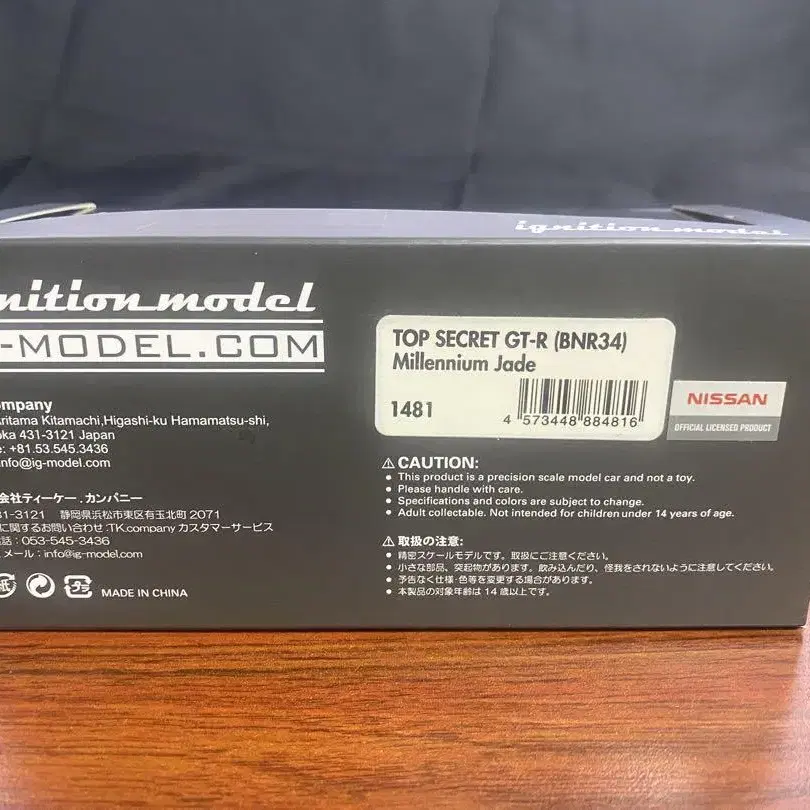 ignition model
nition model
-MODEL.COM
mpany
Aritama Kitamachi,Higashi-ku Hamamatsu-shi,
oka 431-3121 Japan
e: +81.53.545.3436
info@ig-model.com
会社ティーケー.カンパニー
31-3121 静岡県浜松市東区有玉北町 2071
に関するお問い合わせ:TK.company カスタマーサービス
話:053-545-3436
メール:info@ig-model.com
紙
プラ
MADE IN CHINA
TOP SECRET GT-R (BNR34)
Millennium Jade
1481
4 573448 884816
NISSAN
OFFICIAL LICENSED PRODUCT
⚠ CAUTION:
• This product is a precision scale model car and not a toy.
• Please handle with care.
• Specifications and colors are subject to change.
• Adult collectable. Not intended for children under 14 years of age.
⚠ 取扱の注意:
• 精密スケールモデルです。取扱にご注意ください。
• 小さな部品、突起物があります。飲み込んだり、怪我をされないように注意してください。
• 予告なく仕様・色等を変更する場合があります。
• 本製品の対象年齢は 14 歳以上です。